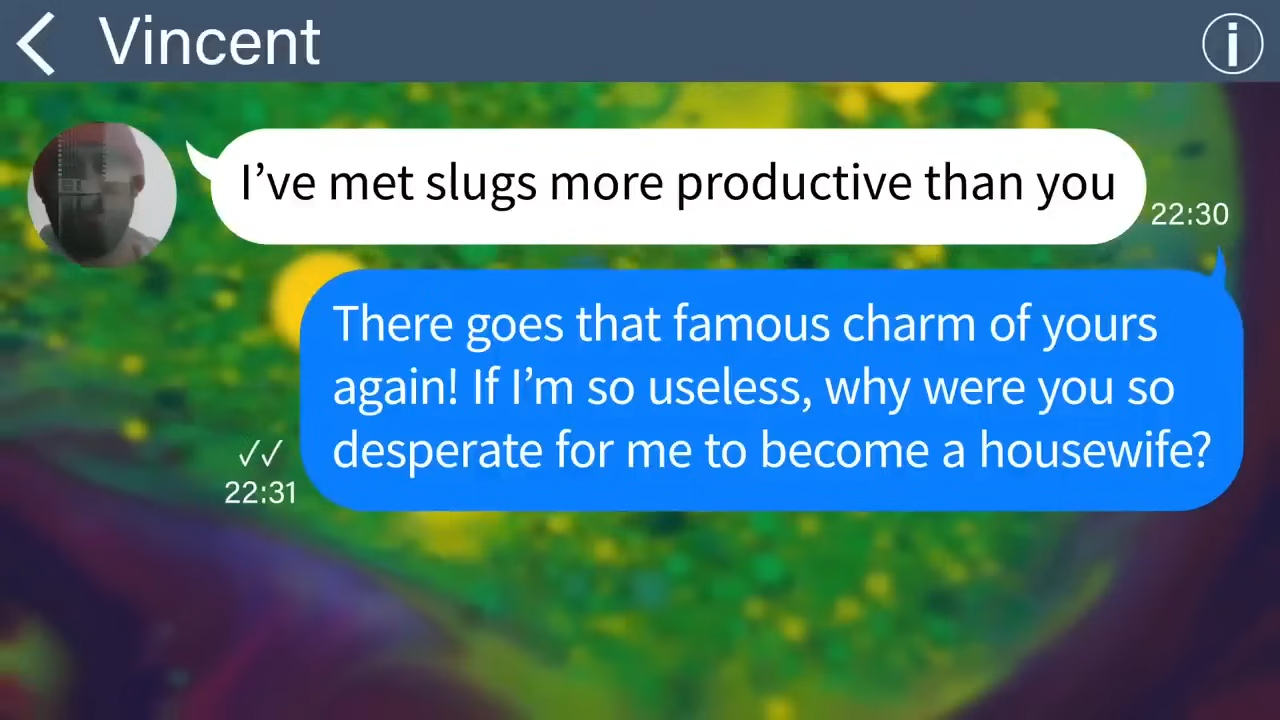 Vincent
I’ve met slugs more productive than you
22:30
There goes that famous charm of yours
again! If I’m so useless, why were you so
desperate for me to become a housewife?
22:31